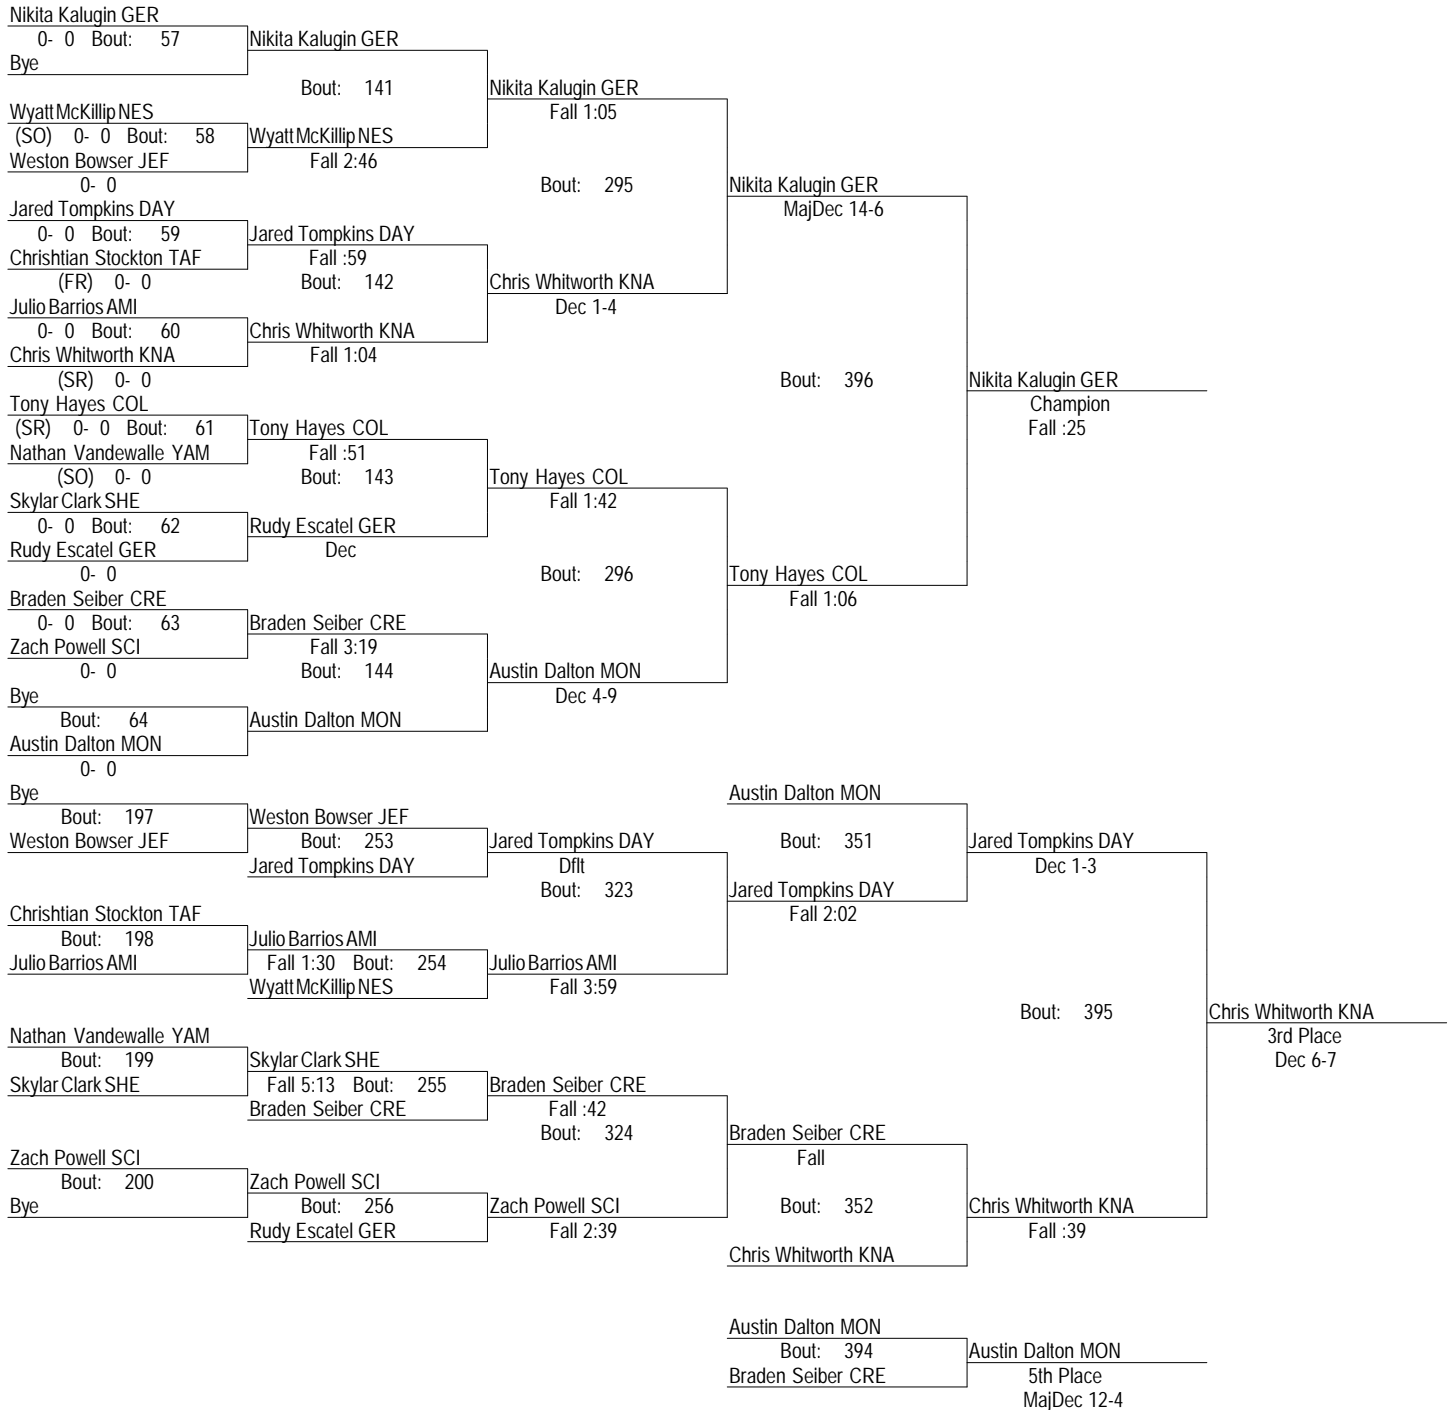 Nikita Kalugin GER
0- 0 Bout: 57 Nikita Kalugin GER
Bye
Bout: 141 Nikita Kalugin GER
Wyatt McKillip NES Fall 1:05
(SO) 0- 0 Bout: 58 Wyatt McKillip NES
Weston Bowser JEF Fall 2:46
0- 0 Bout: 295 Nikita Kalugin GER
Jared Tompkins DAY MajDec 14-6
0- 0 Bout: 59 Jared Tompkins DAY
Chrishtian Stockton TAF Fall :59
(FR) 0- 0 Bout: 142 Chris Whitworth KNA
Julio Barrios AMI Dec 1-4
0- 0 Bout: 60 Chris Whitworth KNA
Chris Whitworth KNA Fall 1:04
(SR) 0- 0 Bout: 396 Nikita Kalugin GER
Tony Hayes COL Champion
(SR) 0- 0 Bout: 61 Tony Hayes COL Fall :25
Nathan Vandewalle YAM Fall :51
(SO) 0- 0 Bout: 143 Tony Hayes COL
Skylar Clark SHE Fall 1:42
0- 0 Bout: 62 Rudy Escatel GER
Rudy Escatel GER Dec
0- 0 Bout: 296 Tony Hayes COL
Braden Seiber CRE Fall 1:06
0- 0 Bout: 63 Braden Seiber CRE
Zach Powell SCI Fall 3:19
0- 0 Bout: 144 Austin Dalton MON
Bye Dec 4-9
Bout: 64 Austin Dalton MON
Austin Dalton MON
0- 0
Bye Austin Dalton MON
Bout: 197 Weston Bowser JEF
Weston Bowser JEF Bout: 253 Jared Tompkins DAY Bout: 351 Jared Tompkins DAY
Jared Tompkins DAY Dflt Dec 1-3
Bout: 323 Jared Tompkins DAY
Chrishtian Stockton TAF Fall 2:02
Bout: 198 Julio Barrios AMI
Julio Barrios AMI Fall 1:30 Bout: 254 Julio Barrios AMI
Wyatt McKillip NES Fall 3:59
Bout: 395 Chris Whitworth KNA
Nathan Vandewalle YAM 3rd Place
Bout: 199 Skylar Clark SHE Dec 6-7
Skylar Clark SHE Fall 5:13 Bout: 255 Braden Seiber CRE
Braden Seiber CRE Fall :42
Bout: 324 Braden Seiber CRE
Zach Powell SCI Fall
Bout: 200 Zach Powell SCI
Bye Bout: 256 Zach Powell SCI Bout: 352 Chris Whitworth KNA
Rudy Escatel GER Fall 2:39 Fall :39
Chris Whitworth KNA
Austin Dalton MON
Bout: 394 Austin Dalton MON
Braden Seiber CRE 5th Place
MajDec 12-4